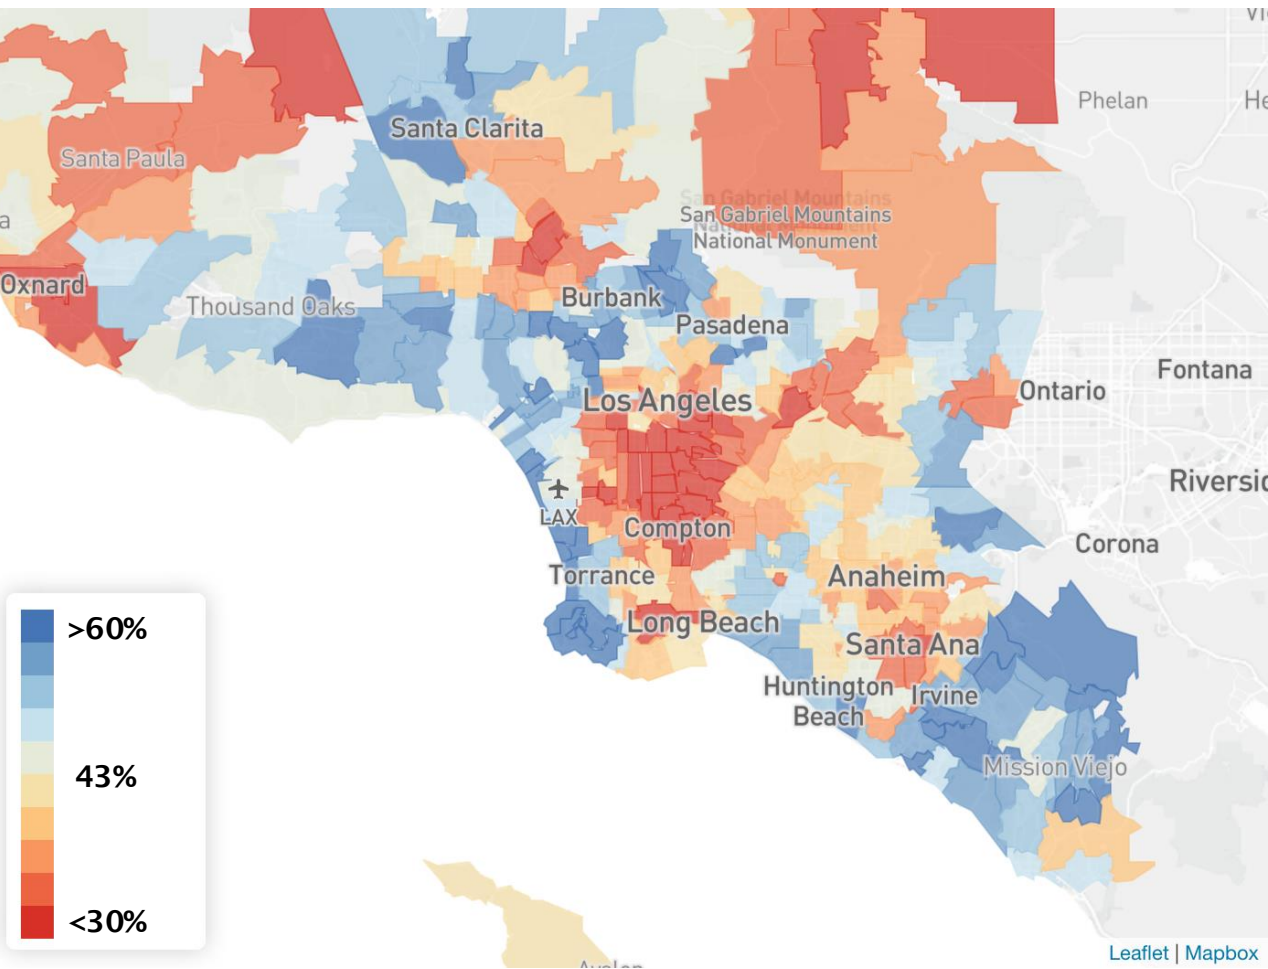 Phelan
Santa Clarita
Santa Paula
San Gabriel Mountains
San Gabriel Mountains
National Monument
Oxnard
Thousand Oaks
Burbank
Pasadena
Fontana
Ontario
Los Angeles
LAX
Compton
Corona
Torrance
Anaheim
Long Beach
Santa Ana
Huntington
Beach
Irvine
Mission Viejo
>60%
43%
<30%
Leaflet | Mapbox